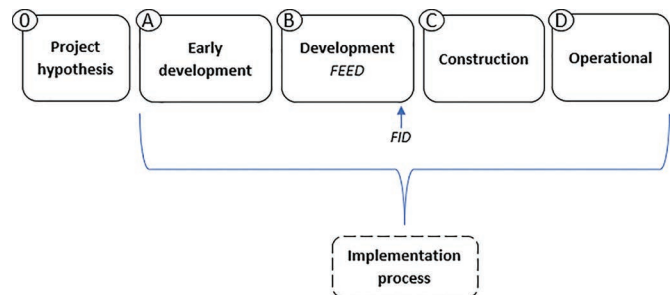 0
Project
hypothesis
A
Early
development
B
Development
FEED
C
Construction
D
Operational
FID
Implementation
process